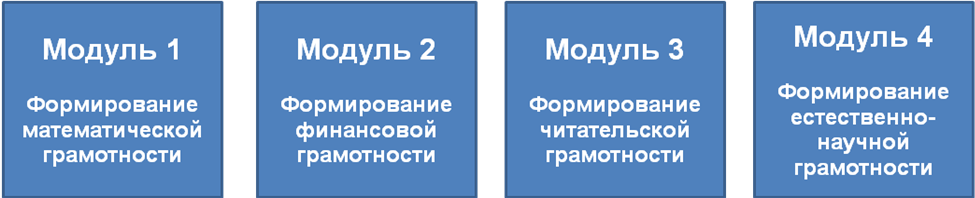 Модуль 1
Формирование
математической
грамотности
Модуль 2
Формирование
финансовой
грамотности
Модуль 3
Формирование
читательской
грамотности
Модуль 4
Формирование
естественно-
научной
грамотности